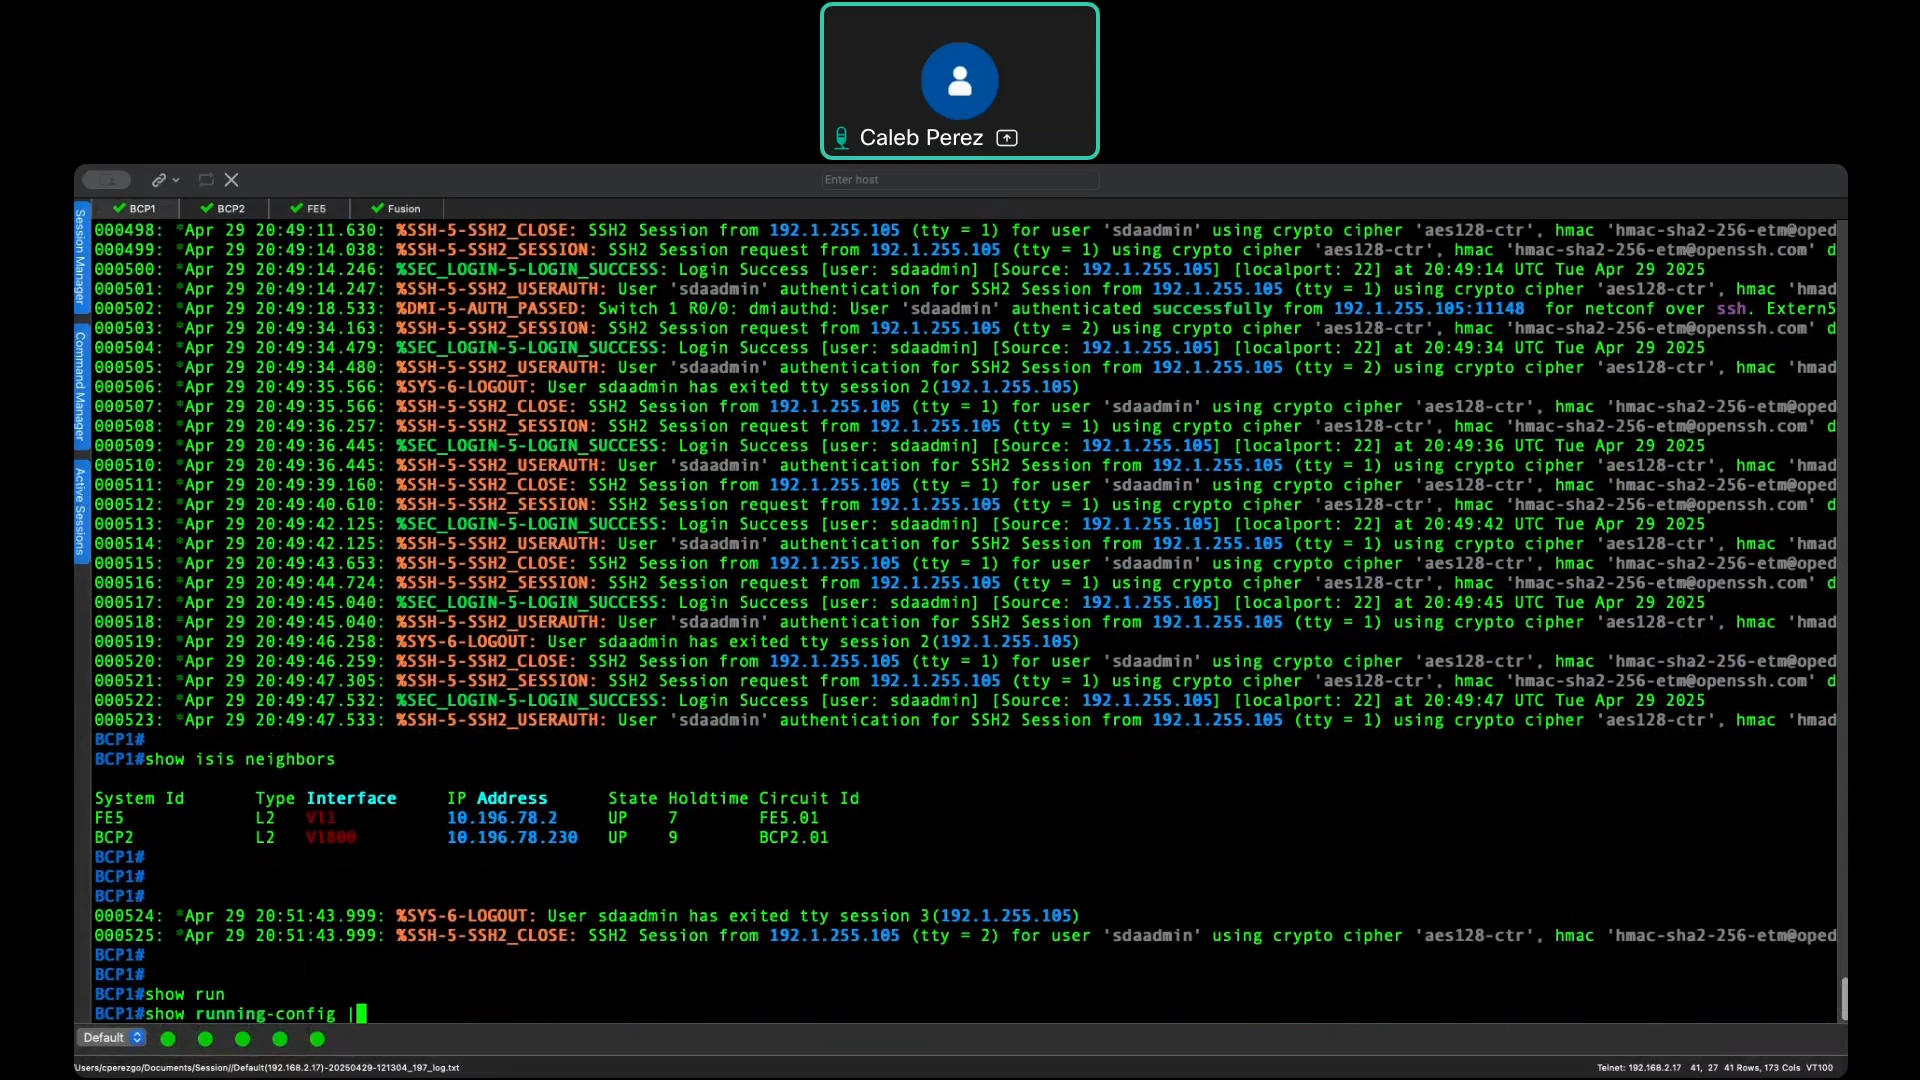 Caleb Perez
Enter host
BCP1
BCP2
FE5
Fusion
Session Manager
Command Manager
Active Sessions
000498: *Apr 29 20:49:11.630: %SSH-5-SSH2_CLOSE: SSH2 Session from 192.1.255.105 (tty = 1) for user 'sdaadmin' using crypto cipher 'aes128-ctr', hmac 'hmac-sha2-256-etm@oped
000499: *Apr 29 20:49:14.038: %SSH-5-SSH2_SESSION: SSH2 Session request from 192.1.255.105 (tty = 1) using crypto cipher 'aes128-ctr', hmac 'hmac-sha2-256-etm@openssh.com' d
000500: *Apr 29 20:49:14.246: %SEC_LOGIN-5-LOGIN_SUCCESS: Login Success [user: sdaadmin] [Source: 192.1.255.105] [localport: 22] at 20:49:14 UTC Tue Apr 29 2025
000501: *Apr 29 20:49:14.247: %SSH-5-SSH2_USERAUTH: User 'sdaadmin' authentication for SSH2 Session from 192.1.255.105 (tty = 1) using crypto cipher 'aes128-ctr', hmac 'hmad
000502: *Apr 29 20:49:18.533: %DMI-5-AUTH_PASSED: Switch 1 R0/0: dmiauthd: User 'sdaadmin' authenticated successfully from 192.1.255.105:11148  for netconf over ssh. Extern5
000503: *Apr 29 20:49:34.163: %SSH-5-SSH2_SESSION: SSH2 Session request from 192.1.255.105 (tty = 2) using crypto cipher 'aes128-ctr', hmac 'hmac-sha2-256-etm@openssh.com' d
000504: *Apr 29 20:49:34.479: %SEC_LOGIN-5-LOGIN_SUCCESS: Login Success [user: sdaadmin] [Source: 192.1.255.105] [localport: 22] at 20:49:34 UTC Tue Apr 29 2025
000505: *Apr 29 20:49:34.480: %SSH-5-SSH2_USERAUTH: User 'sdaadmin' authentication for SSH2 Session from 192.1.255.105 (tty = 2) using crypto cipher 'aes128-ctr', hmac 'hmad
000506: *Apr 29 20:49:35.566: %SYS-6-LOGOUT: User sdaadmin has exited tty session 2(192.1.255.105)
000507: *Apr 29 20:49:35.566: %SSH-5-SSH2_CLOSE: SSH2 Session from 192.1.255.105 (tty = 1) for user 'sdaadmin' using crypto cipher 'aes128-ctr', hmac 'hmac-sha2-256-etm@oped
000508: *Apr 29 20:49:36.257: %SSH-5-SSH2_SESSION: SSH2 Session request from 192.1.255.105 (tty = 1) using crypto cipher 'aes128-ctr', hmac 'hmac-sha2-256-etm@openssh.com' d
000509: *Apr 29 20:49:36.445: %SEC_LOGIN-5-LOGIN_SUCCESS: Login Success [user: sdaadmin] [Source: 192.1.255.105] [localport: 22] at 20:49:36 UTC Tue Apr 29 2025
000510: *Apr 29 20:49:36.445: %SSH-5-SSH2_USERAUTH: User 'sdaadmin' authentication for SSH2 Session from 192.1.255.105 (tty = 1) using crypto cipher 'aes128-ctr', hmac 'hmad
000511: *Apr 29 20:49:39.160: %SSH-5-SSH2_CLOSE: SSH2 Session from 192.1.255.105 (tty = 1) for user 'sdaadmin' using crypto cipher 'aes128-ctr', hmac 'hmac-sha2-256-etm@oped
000512: *Apr 29 20:49:40.610: %SSH-5-SSH2_SESSION: SSH2 Session request from 192.1.255.105 (tty = 1) using crypto cipher 'aes128-ctr', hmac 'hmac-sha2-256-etm@openssh.com' d
000513: *Apr 29 20:49:42.125: %SEC_LOGIN-5-LOGIN_SUCCESS: Login Success [user: sdaadmin] [Source: 192.1.255.105] [localport: 22] at 20:49:42 UTC Tue Apr 29 2025
000514: *Apr 29 20:49:42.125: %SSH-5-SSH2_USERAUTH: User 'sdaadmin' authentication for SSH2 Session from 192.1.255.105 (tty = 1) using crypto cipher 'aes128-ctr', hmac 'hmad
000515: *Apr 29 20:49:43.653: %SSH-5-SSH2_CLOSE: SSH2 Session from 192.1.255.105 (tty = 1) for user 'sdaadmin' using crypto cipher 'aes128-ctr', hmac 'hmac-sha2-256-etm@oped
000516: *Apr 29 20:49:44.724: %SSH-5-SSH2_SESSION: SSH2 Session request from 192.1.255.105 (tty = 1) using crypto cipher 'aes128-ctr', hmac 'hmac-sha2-256-etm@openssh.com' d
000517: *Apr 29 20:49:45.040: %SEC_LOGIN-5-LOGIN_SUCCESS: Login Success [user: sdaadmin] [Source: 192.1.255.105] [localport: 22] at 20:49:45 UTC Tue Apr 29 2025
000518: *Apr 29 20:49:45.040: %SSH-5-SSH2_USERAUTH: User 'sdaadmin' authentication for SSH2 Session from 192.1.255.105 (tty = 1) using crypto cipher 'aes128-ctr', hmac 'hmad
000519: *Apr 29 20:49:46.258: %SYS-6-LOGOUT: User sdaadmin has exited tty session 2(192.1.255.105)
000520: *Apr 29 20:49:46.259: %SSH-5-SSH2_CLOSE: SSH2 Session from 192.1.255.105 (tty = 1) for user 'sdaadmin' using crypto cipher 'aes128-ctr', hmac 'hmac-sha2-256-etm@oped
000521: *Apr 29 20:49:47.305: %SSH-5-SSH2_SESSION: SSH2 Session request from 192.1.255.105 (tty = 1) using crypto cipher 'aes128-ctr', hmac 'hmac-sha2-256-etm@openssh.com' d
000522: *Apr 29 20:49:47.532: %SEC_LOGIN-5-LOGIN_SUCCESS: Login Success [user: sdaadmin] [Source: 192.1.255.105] [localport: 22] at 20:49:47 UTC Tue Apr 29 2025
000523: *Apr 29 20:49:47.533: %SSH-5-SSH2_USERAUTH: User 'sdaadmin' authentication for SSH2 Session from 192.1.255.105 (tty = 1) using crypto cipher 'aes128-ctr', hmac 'hmad
BCP1#
BCP1#show isis neighbors
System Id       Type Interface     IP Address      State Holdtime Circuit Id
FE5             L2   Vl1           10.196.78.2     UP    7        FE5.01
BCP2            L2   Vl800         10.196.78.230   UP    9        BCP2.01
BCP1#
BCP1#
BCP1#
000524: *Apr 29 20:51:43.999: %SYS-6-LOGOUT: User sdaadmin has exited tty session 3(192.1.255.105)
000525: *Apr 29 20:51:43.999: %SSH-5-SSH2_CLOSE: SSH2 Session from 192.1.255.105 (tty = 2) for user 'sdaadmin' using crypto cipher 'aes128-ctr', hmac 'hmac-sha2-256-etm@oped
BCP1#
BCP1#
BCP1#show run
BCP1#show running-config |
Default
Users/cperezgo/Documents/Session//Default(192.168.2.17)-20250429-121304_197_log.txt
Telnet: 192.168.2.17   41, 27   41 Rows, 173 Cols   VT100